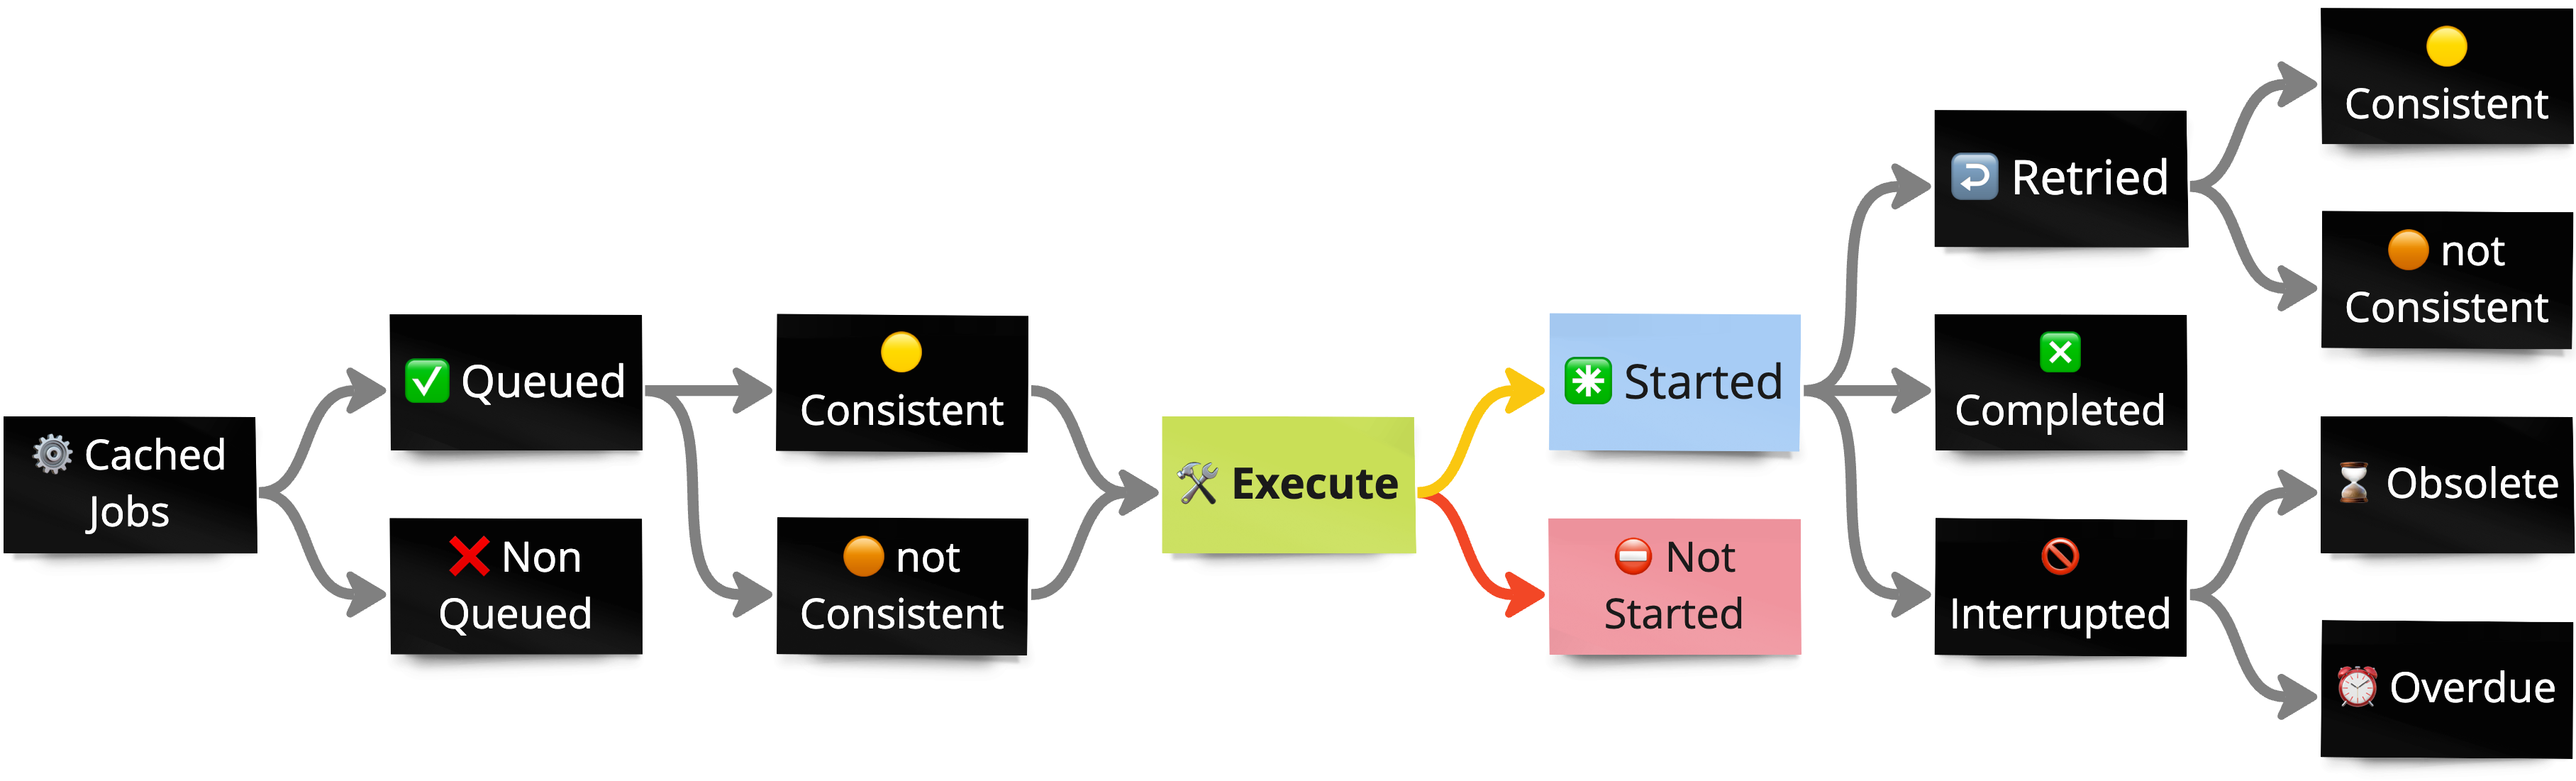 Cached
Jobs
Queued
Non
Queued
Consistent
not
Consistent
Execute
Started
Not
Started
Retried
Completed
Interrupted
Consistent
not
Consistent
Obsolete
Overdue